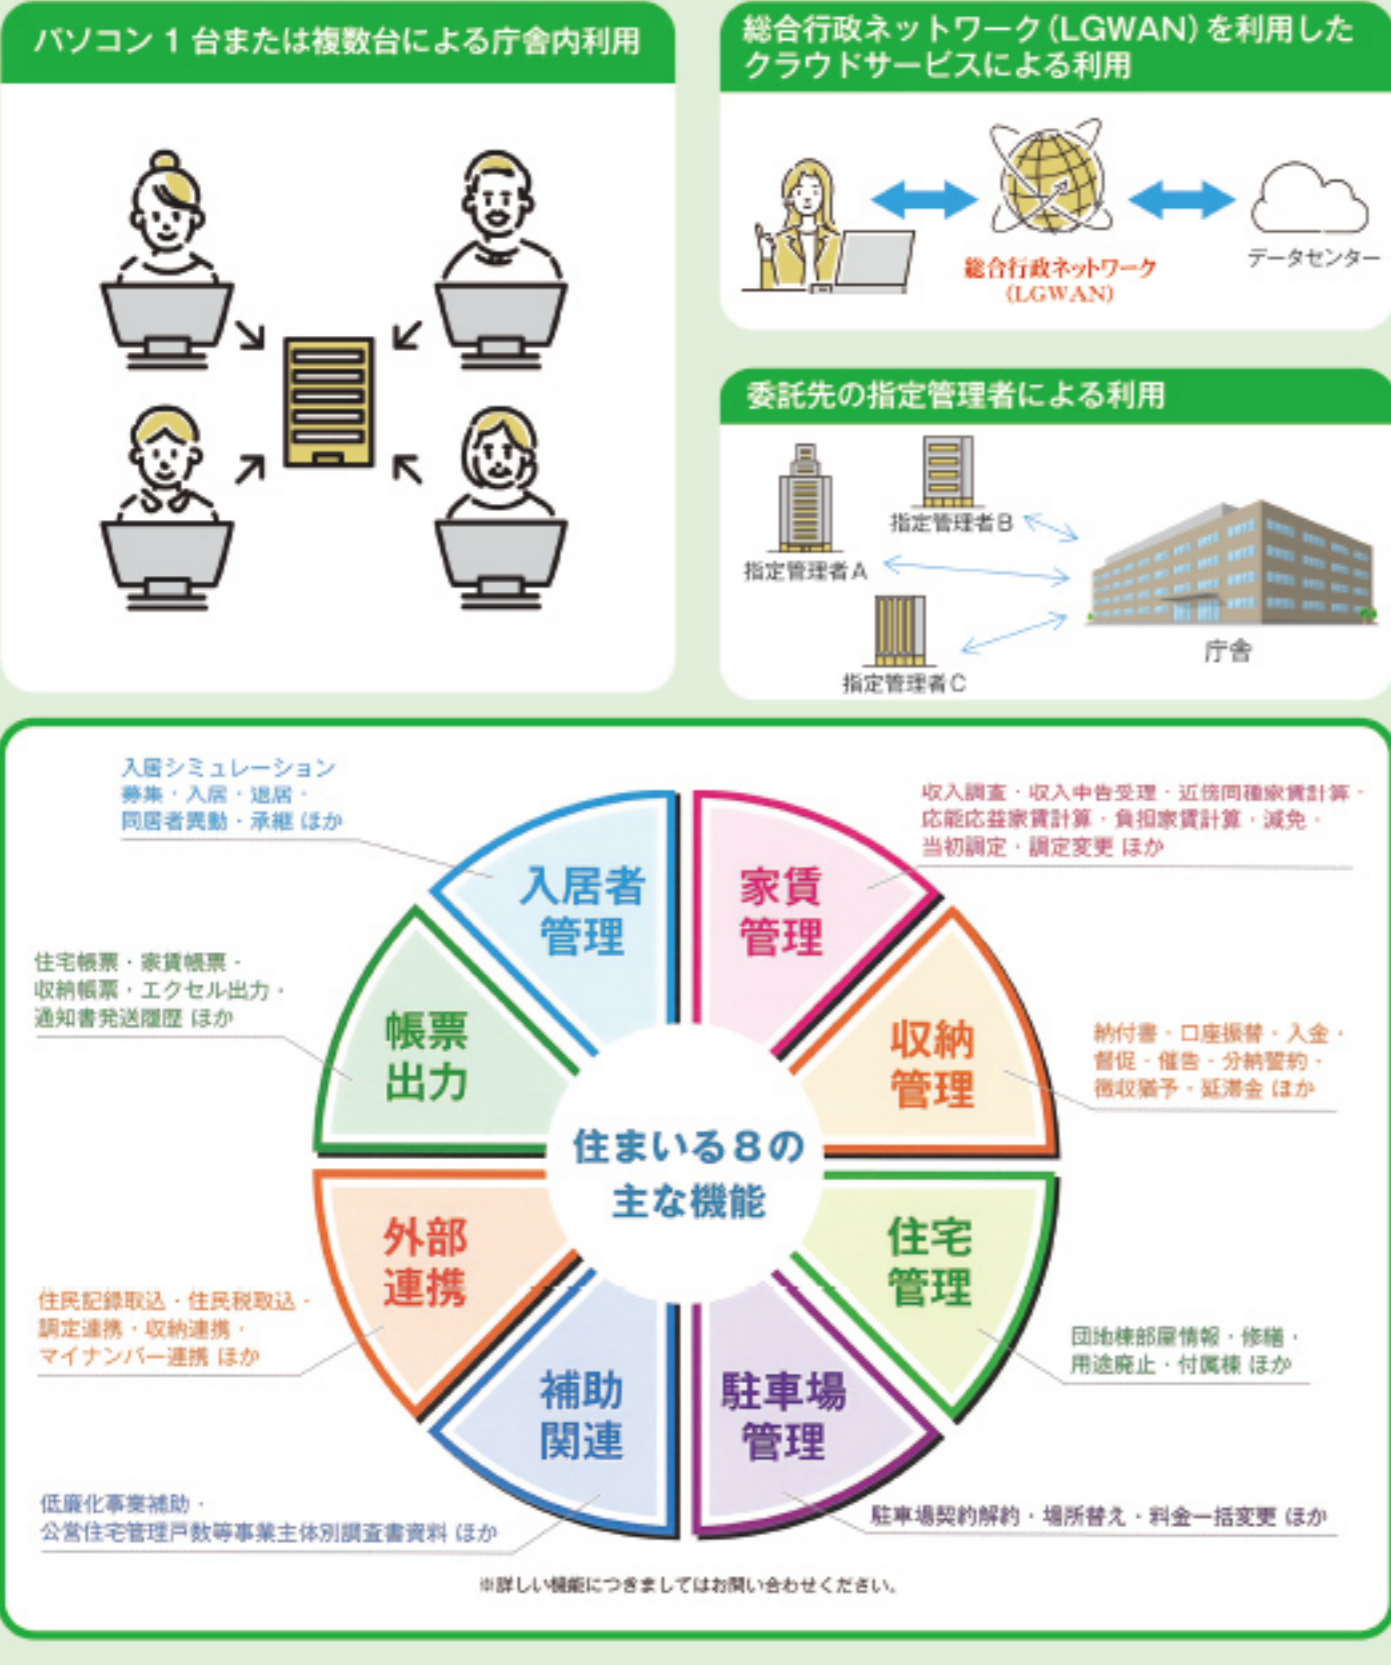 パソコン 1 台または複数台による庁舎内利用
総合行政ネットワーク（LGWAN）を利用した
クラウドサービスによる利用
総合行政ネットワーク
(LGWAN)
データセンター
委託先の指定管理者による利用
指定管理者B
指定管理者A
指定管理者C
庁舎
入居シミュレーション
募集・入居・退居・
同居者異動・承継 ほか
収入調査・収入申告受理・近傍同種家賃計算・
応能応益家賃計算・負担家賃計算・減免・
当初調定・調定変更 ほか
入居者
管理
家賃
管理
住宅帳票・家賃帳票・
収納帳票・エクセル出力・
通知書発送履歴 ほか
帳票
出力
収納
管理
納付書・口座振替・入金・
督促・催告・分納誓約・
徴収猶予・延滞金 ほか
住まいる８の
主な機能
外部
連携
住宅
管理
住民記録取込・住民税取込・
調定連携・収納連携・
マイナンバー連携 ほか
団地棟部屋情報・修繕・
用途廃止・付属棟 ほか
補助
関連
駐車場
管理
低廉化事業補助・
公営住宅管理戸数等事業主体別調査書資料 ほか
駐車場契約解約・場所替え・料金一括変更 ほか
※詳しい機能につきましてはお問い合わせください。